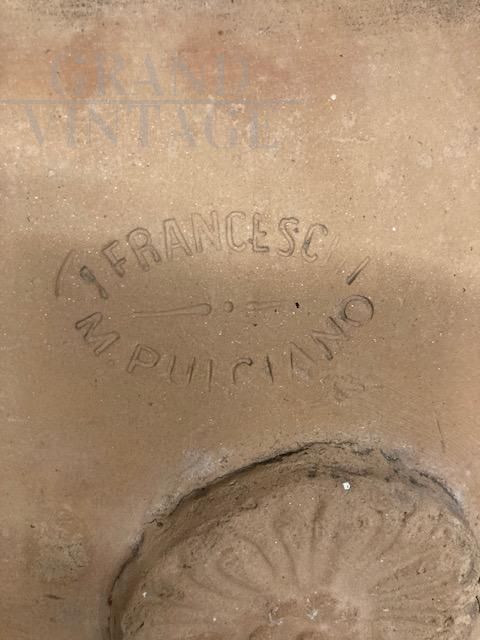 GRAND
VINTAGE
FRANCESCHI
M. PULCIANO